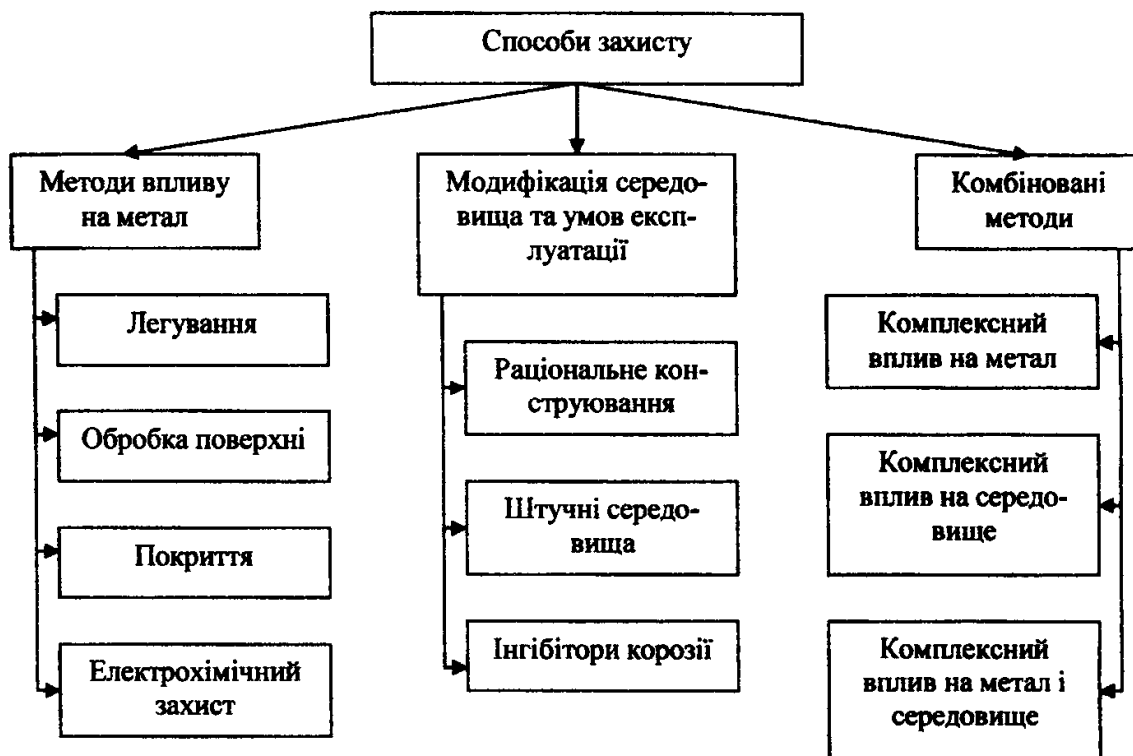 Способи захисту
Методи впливу
на метал
Модифікація середо-
вища та умов експ-
луатації
Комбіновані
методи
Легування
Обробка поверхні
Покриття
Електрохімічний
захист
Раціональне кон-
струювання
Штучні середо-
вища
Інгібітори корозії
Комплексний
вплив на метал
Комплексний
вплив на середо-
вище
Комплексний
вплив на метал і
середовище